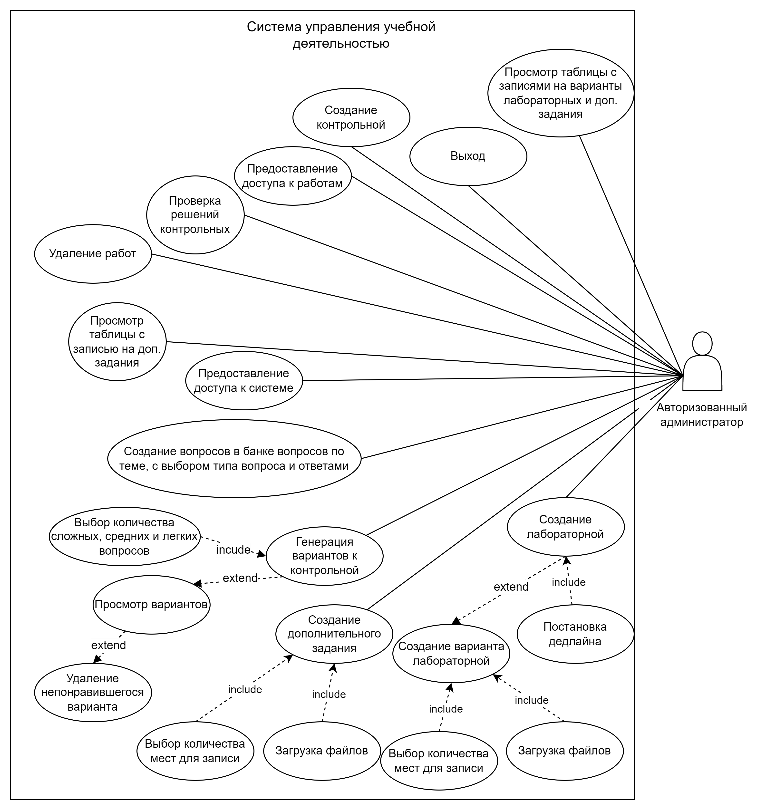 Система управления учебной
деятельностью
Просмотр таблицы с
записями на варианты
лабораторных и доп.
задания
Создание
контрольной
Выход
Предоставление
доступа к работам
Проверка
решений
контрольных
Удаление работ
Просмотр
таблицы с
записью на доп.
задания
Предоставление
доступа к системе
Авторизованный
администратор
Создание вопросов в банке вопросов по
теме, с выбором типа вопроса и ответами
Выбор количества
сложных, средних и легких
вопросов
incude
Генерация
вариантов к
контрольной
Создание
лабораторной
extend
Просмотр вариантов
extend
include
extend
Удаление
непонравившегося
варианта
Создание
дополнительного
задания
Создание варианта
лабораторной
Постановка
дедлайна
include
include
include
include
Выбор количества
мест для записи
Загрузка файлов
Выбор количества
мест для записи
Загрузка файлов